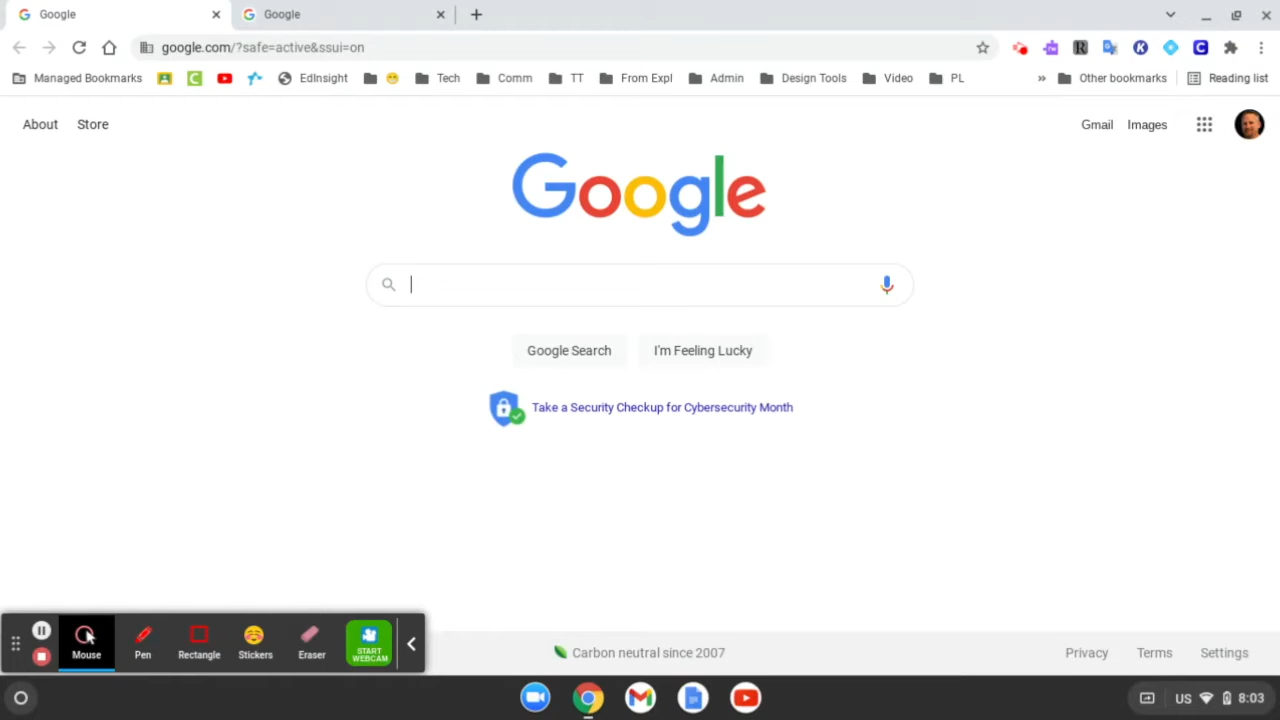 Google
Google
google.com/?safe=active&ssui=on
Managed Bookmarks EdInsight Tech Comm TT From Expl Admin Design Tools Video PL » Other bookmarks Reading list
About Store Gmail Images
Google
Google Search I'm Feeling Lucky
Take a Security Checkup for Cybersecurity Month
Mouse Pen Rectangle Stickers Eraser START WEBCAM
Carbon neutral since 2007 Privacy Terms Settings
US 8:03